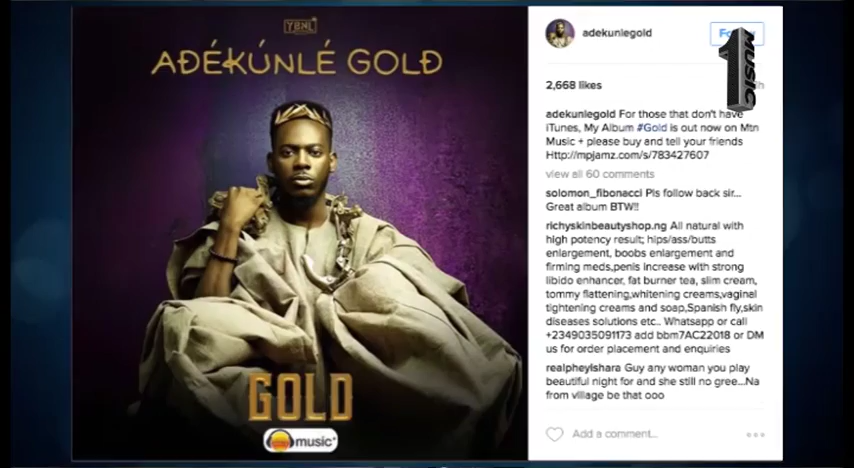 YBNL
AĐÉKÚNLÉ GOLĐ
GOLD
music+
adekunlegold
Fo
1
MUSIC
h
2,668 likes
adekunlegold For those that don't have
iTunes, My Album #Gold is out now on Mtn
Music + please buy and tell your friends
Http://mpjamz.com/s/783427607
view all 60 comments
solomon_fibonacci Pls follow back sir...
Great album BTW!!
richyskinbeautyshop.ng All natural with
high potency result; hips/ass/butts
enlargement, boobs enlargement and
firming meds,penis increase with strong
libido enhancer, fat burner tea, slim cream,
tommy flattening,whitening creams,vaginal
tightening creams and soap,Spanish fly,skin
diseases solutions etc.. Whatsapp or call
+2349035091173 add bbm7AC22018 or DM
us for order placement and enquiries
realpheylshara Guy any woman you play
beautiful night for and she still no gree...Na
from village be that ooo
Add a comment...